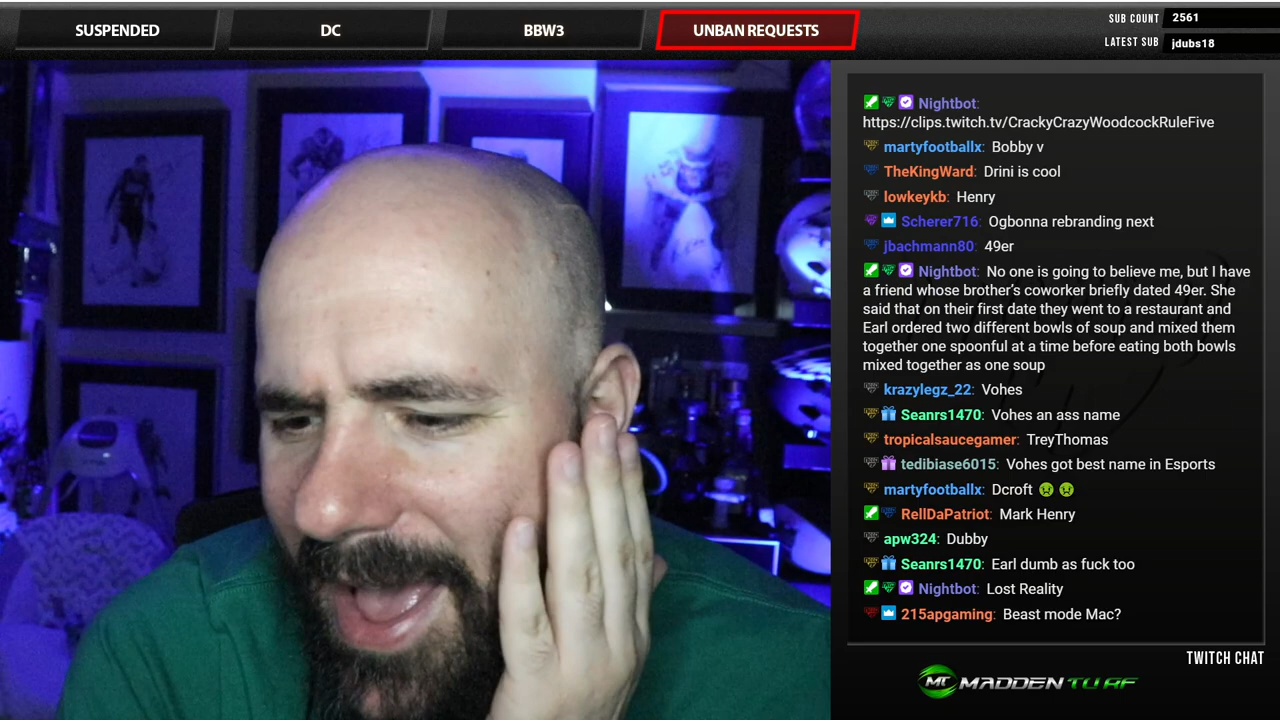 SUSPENDED
DC
BBW3
UNBAN REQUESTS
SUB COUNT 2561
LATEST SUB jdubs18
Nightbot:
https://clips.twitch.tv/CrackyCrazyWoodcockRuleFive
martyfootballx: Bobby v
TheKingWard: Drini is cool
lowkeykb: Henry
Scherer716: Ogbonna rebranding next
jbachmann80: 49er
Nightbot: No one is going to believe me, but I have
a friend whose brother's coworker briefly dated 49er. She
said that on their first date they went to a restaurant and
Earl ordered two different bowls of soup and mixed them
together one spoonful at a time before eating both bowls
mixed together as one soup
krazylegz_22: Vohes
Seanrs1470: Vohes an ass name
tropicalsaucegamer: TreyThomas
tedibiase6015: Vohes got best name in Esports
martyfootballx: Dcroft 🤢 🤢
RellDaPatriot: Mark Henry
apw324: Dubby
Seanrs1470: Earl dumb as fuck too
Nightbot: Lost Reality
215apgaming: Beast mode Mac?
TWITCH CHAT
MT MADDEN TURF